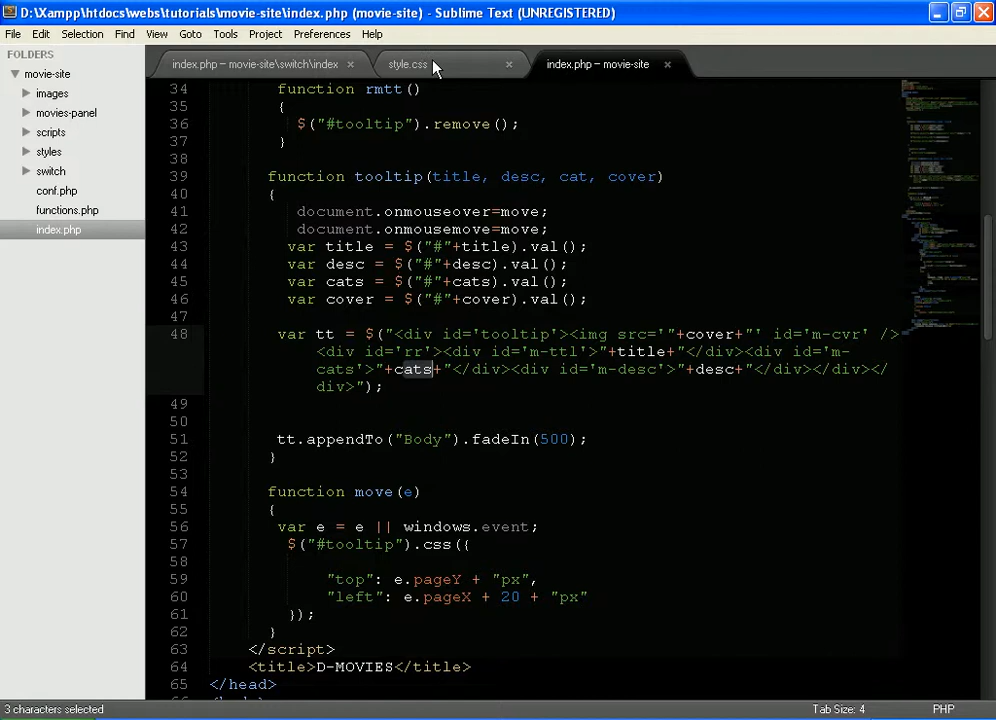 D:\Xampp\htdocs\webs\tutorials\movie-site\index.php (movie-site) - Sublime Text (UNREGISTERED)
File Edit Selection Find View Goto Tools Project Preferences Help
FOLDERS
movie-site
images
movies-panel
scripts
styles
switch
conf.php
functions.php
index.php
index.php – movie-site\switch\index × style.css × index.php – movie-site ×
34 function rmtt()
35 {
36 $("#tooltip").remove();
37 }
38
39 function tooltip(title, desc, cat, cover)
40 {
41 document.onmouseover=move;
42 document.onmousemove=move;
43 var title = $("#"+title).val();
44 var desc = $("#"+desc).val();
45 var cats = $("#"+cats).val();
46 var cover = $("#"+cover).val();
47
48 var tt = $("<div id='tooltip'><img src='"+cover+"' id='m-cvr' />
<div id='rr'><div id='m-ttl'>"+title+"</div><div id='m-
cats'>"+cats+"</div><div id='m-desc'>"+desc+"</div></div></
div>");
49
50
51 tt.appendTo("Body").fadeIn(500);
52 }
53
54 function move(e)
55 {
56 var e = e || windows.event;
57 $("#tooltip").css({
58
59 "top": e.pageY + "px",
60 "left": e.pageX + 20 + "px"
61 });
62 }
63 </script>
64 <title>D-MOVIES</title>
65 </head>
3 characters selected Tab Size: 4 PHP